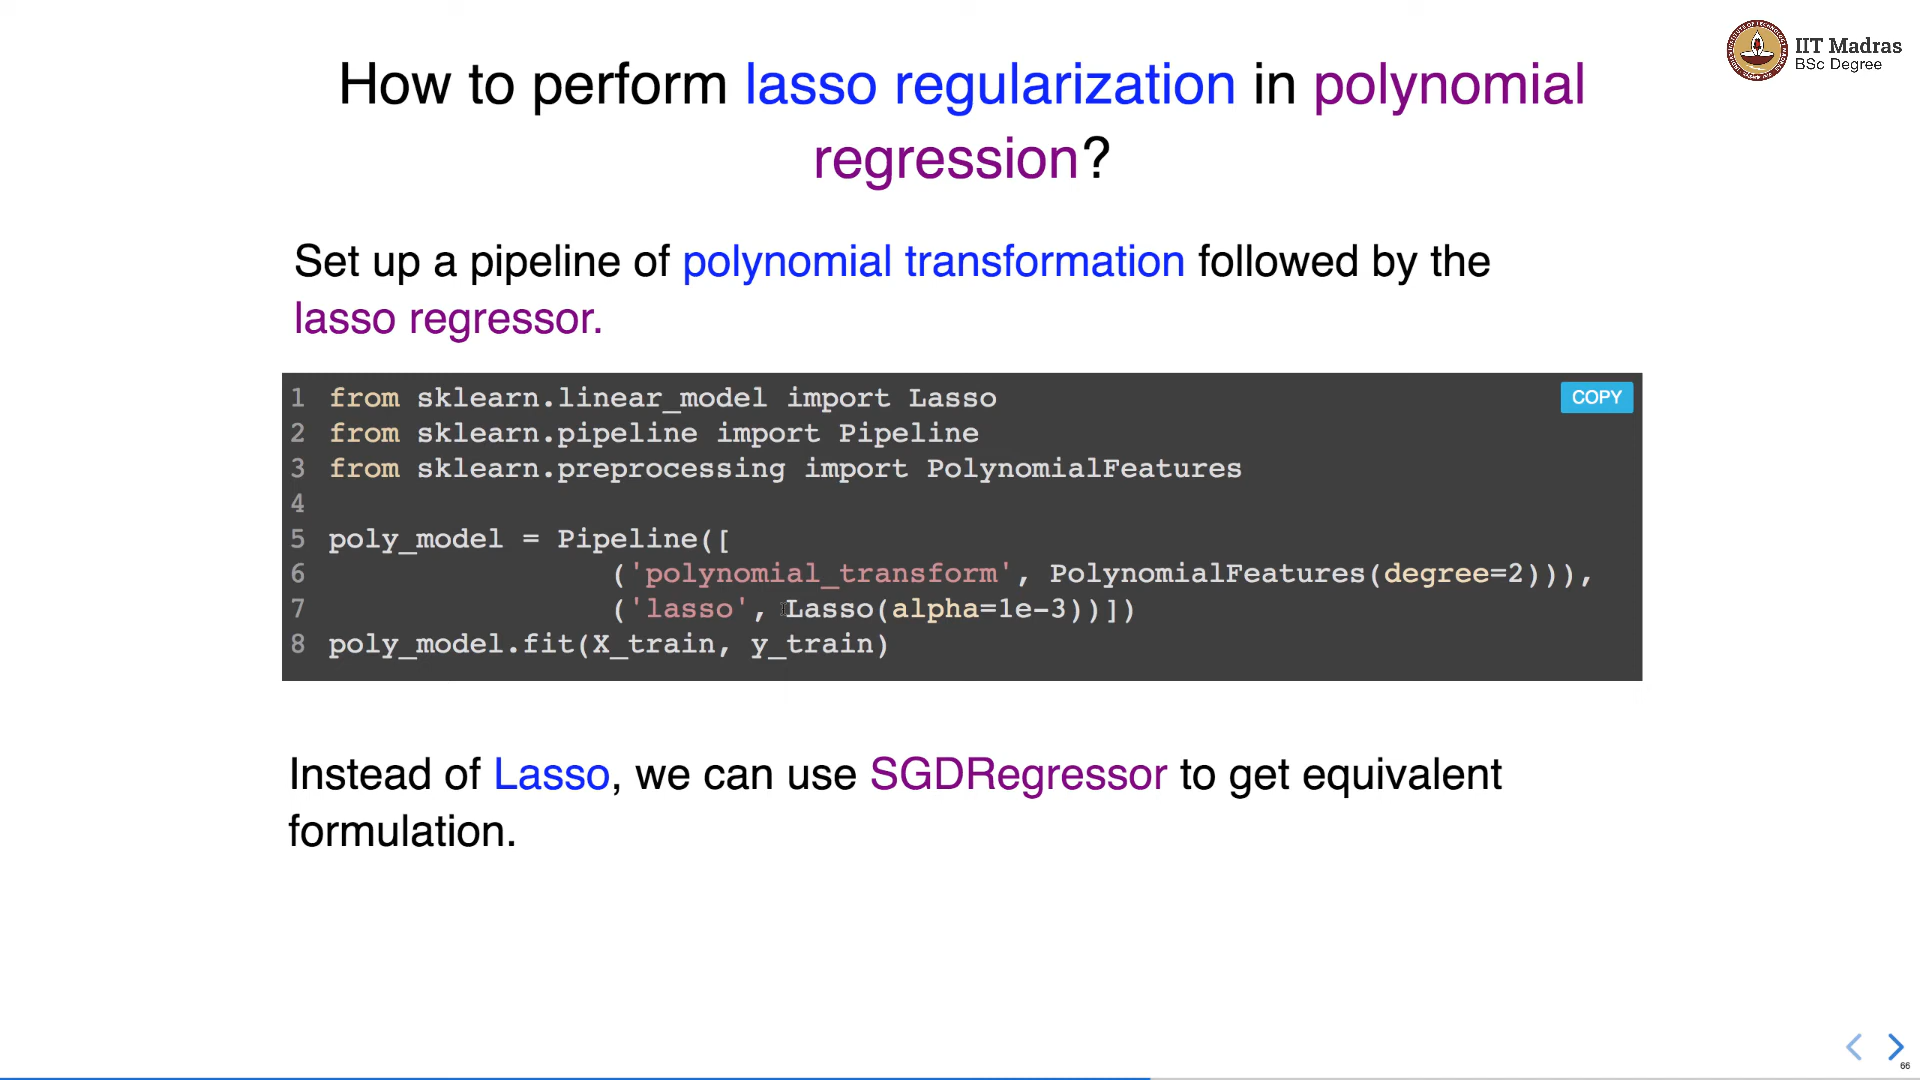 IIT Madras
BSc Degree
How to perform lasso regularization in polynomial
regression?
Set up a pipeline of polynomial transformation followed by the
lasso regressor.
COPY
1 from sklearn.linear_model import Lasso
2 from sklearn.pipeline import Pipeline
3 from sklearn.preprocessing import PolynomialFeatures
4
5 poly_model = Pipeline([
6 ('polynomial_transform', PolynomialFeatures(degree=2))),
7 ('lasso', Lasso(alpha=1e-3))])
8 poly_model.fit(X_train, y_train)
Instead of Lasso, we can use SGDRegressor to get equivalent
formulation.
66